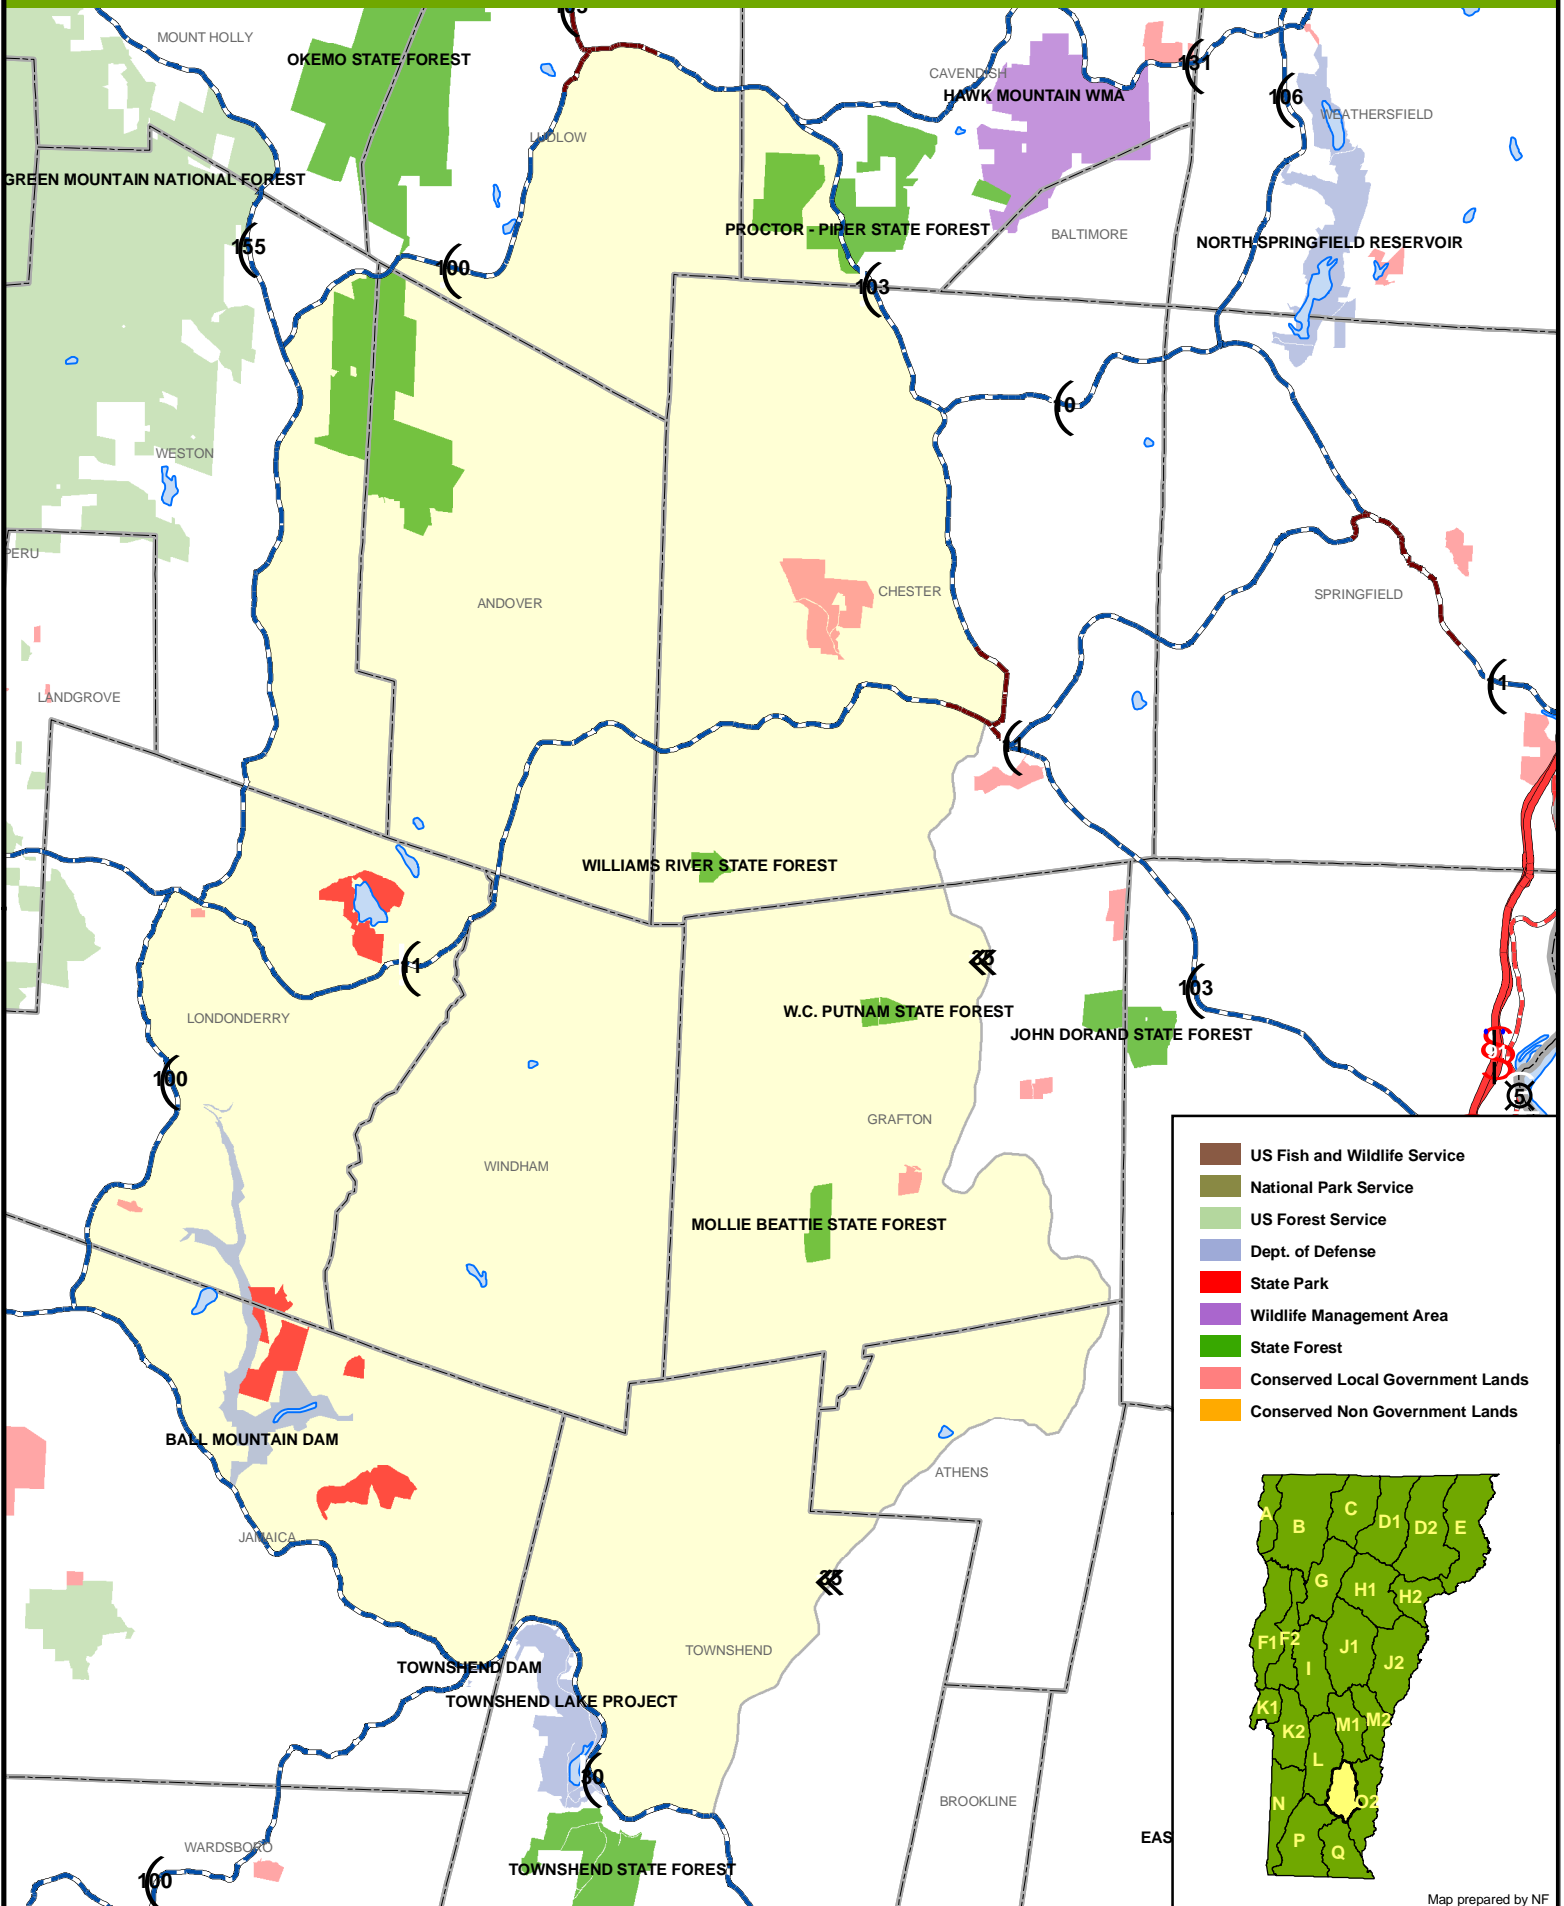 MOUNT HOLLY
OKEMO STATE FOREST
CAVENDISH
HAWK MOUNTAIN WMA
131
106
WEATHERSFIELD
LUDLOW
GREEN MOUNTAIN NATIONAL FOREST
155
100
PROCTOR - PIPER STATE FOREST
BALTIMORE
NORTH SPRINGFIELD RESERVOIR
103
10
WESTON
PERU
ANDOVER
CHESTER
SPRINGFIELD
LANDGROVE
11
11
WILLIAMS RIVER STATE FOREST
11
35
103
LONDONDERRY
W.C. PUTNAM STATE FOREST
JOHN DORAND STATE FOREST
91
5
100
GRAFTON
WINDHAM
MOLLIE BEATTIE STATE FOREST
US Fish and Wildlife Service
National Park Service
US Forest Service
Dept. of Defense
State Park
Wildlife Management Area
State Forest
Conserved Local Government Lands
Conserved Non Government Lands
BALL MOUNTAIN DAM
ATHENS
JAMAICA
35
TOWNSHEND
TOWNSHEND DAM
TOWNSHEND LAKE PROJECT
30
BROOKLINE
EAS
WARDSBORO
100
TOWNSHEND STATE FOREST
A
B
C
D1
D2
E
G
H1
H2
F1
F2
I
J1
J2
K1
K2
M1
M2
L
N
O2
P
Q
Map prepared by NF